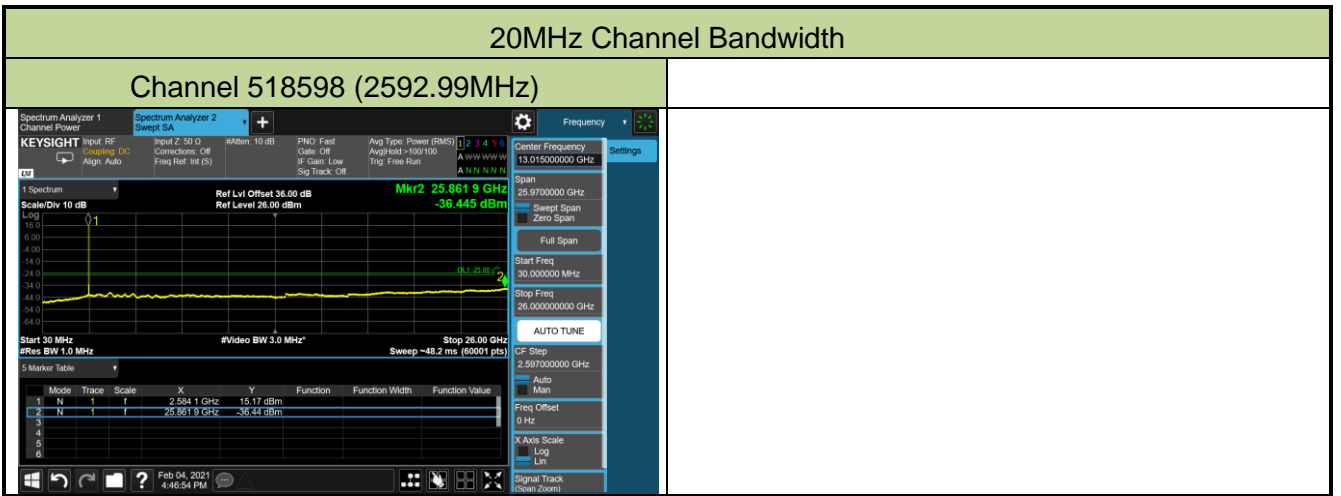 20MHz Channel Bandwidth
Channel 518598 (2592.99MHz)
Spectrum Analyzer 1
Channel Power
Spectrum Analyzer 2
Swept SA
Frequency
KEYSIGHT
Input: RF
Coupling: DC
Align: Auto
Input Z: 50 Ω
Corrections: Off
Freq Ref: Int (S)
#Atten: 10 dB
PNO: Fast
Gate: Off
IF Gain: Low
Sig Track: Off
Avg Type: Power (RMS)
Avg|Hold:>100/100
Trig: Free Run
1 2 3 4 5 6
A W W W W W
A N N N N N
LXI
1 Spectrum
Scale/Div 10 dB
Ref Lvl Offset 36.00 dB
Ref Level 26.00 dBm
Mkr2 25.861 9 GHz
-36.445 dBm
Log
16.0
6.00
-4.00
-14.0
-24.0
-34.0
-44.0
-54.0
-64.0
1
DL1 -25.00
2
Start 30 MHz
#Res BW 1.0 MHz
#Video BW 3.0 MHz*
Stop 26.00 GHz
Sweep ~48.2 ms (60001 pts)
5 Marker Table
Mode Trace Scale X Y Function Function Width Function Value
1 N 1 f 2.584 1 GHz 15.17 dBm
2 N 1 f 25.861 9 GHz -36.44 dBm
3
4
5
6
Feb 04, 2021
4:46:54 PM
Center Frequency
13.015000000 GHz
Settings
Span
25.9700000 GHz
Swept Span
Zero Span
Full Span
Start Freq
30.000000 MHz
Stop Freq
26.000000000 GHz
AUTO TUNE
CF Step
2.597000000 GHz
Auto
Man
Freq Offset
0 Hz
X Axis Scale
Log
Lin
Signal Track
(Span Zoom)